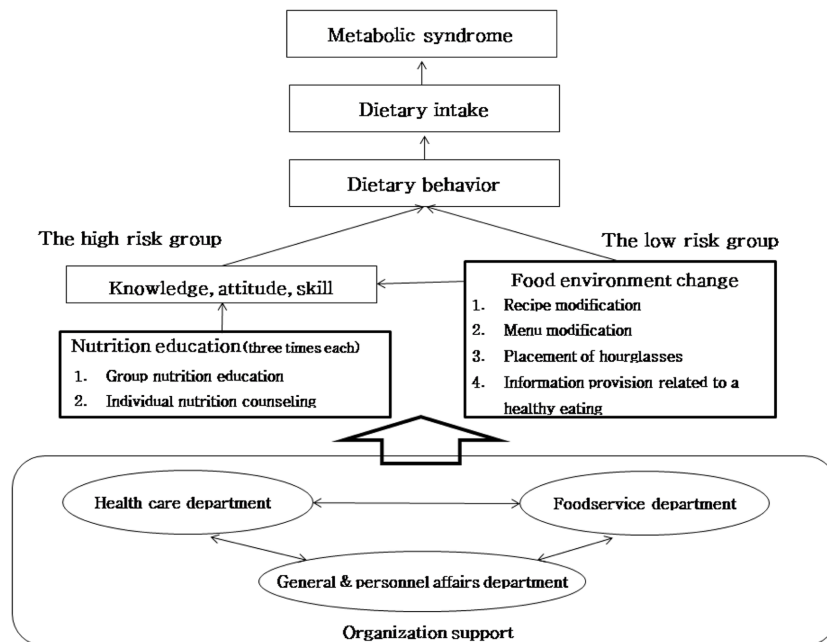 Metabolic syndrome
Dietary intake
Dietary behavior
The high risk group
The low risk group
Knowledge, attitude, skill
Food environment change
1. Recipe modification
2. Menu modification
3. Placement of hourglasses
4. Information provision related to a
healthy eating
Nutrition education(three times each)
1. Group nutrition education
2. Individual nutrition counseling
Health care department
Foodservice department
General & personnel affairs department
Organization support